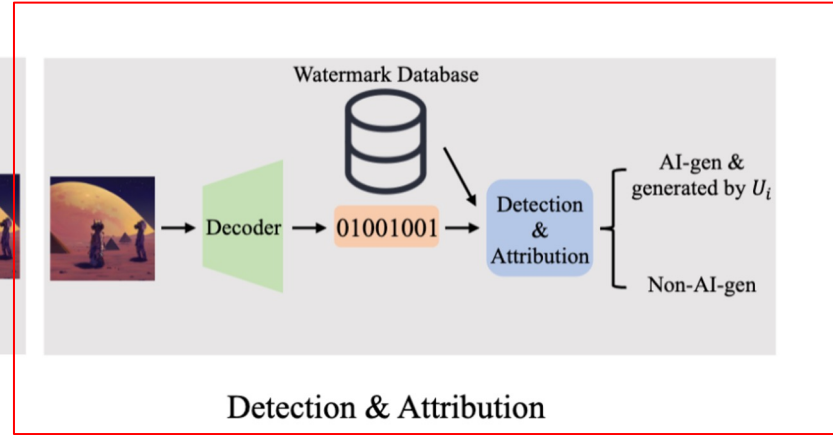 Watermark Database
Decoder
01001001
Detection
&
Attribution
AI-gen &
generated by U_i
Non-AI-gen
Detection & Attribution